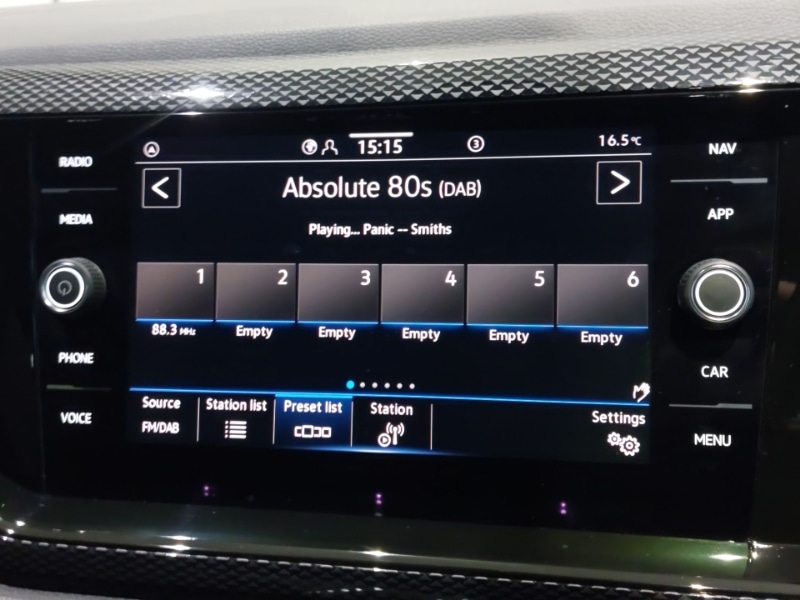 RADIO
MEDIA
PHONE
VOICE
15:15
3
16.5°C
<
Absolute 80s (DAB)
>
Playing... Panic -- Smiths
1 2 3 4 5 6
88.3 MHz Empty Empty Empty Empty Empty
Source Station list Preset list Station Settings
FM/DAB
NAV
APP
CAR
MENU